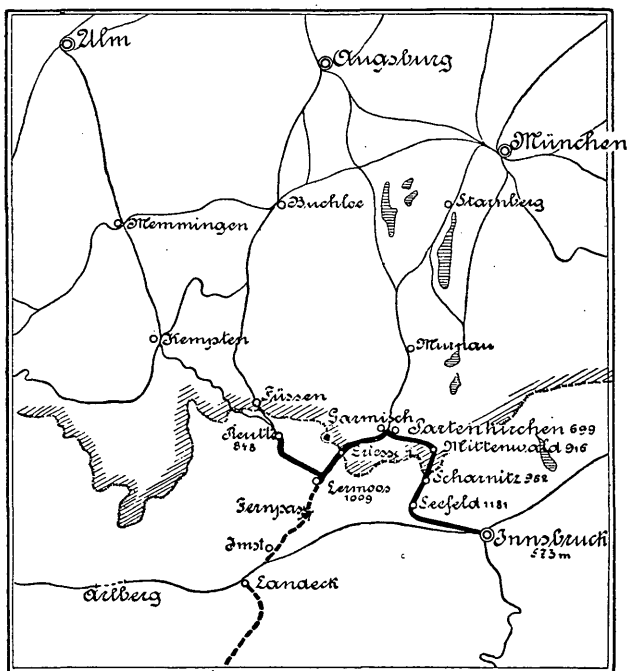 Ulm
Augsburg
München
Buchloe
Starnberg
Memmingen
Kempten
Murnau
Füssen
Garmisch
Partenkirchen 699
Reutte
848
Mittenwald 916
Lermoos
1009
Scharnitz 962
Seefeld 1181
Fernpass
Innsbruck
573 m
Imst
Landeck
Arlberg